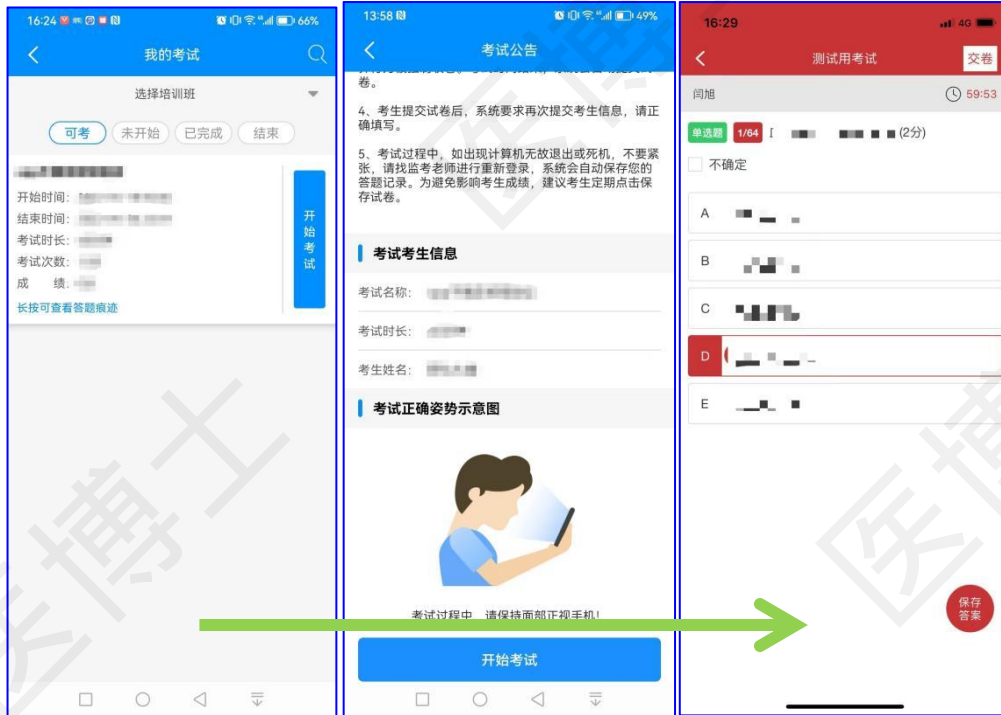 16:24
66%
我的考试
选择培训班
可考
未开始
已完成
结束
开始时间:
结束时间:
考试时长:
考试次数:
成 绩:
长按可查看答题痕迹
开始考试
13:58
49%
考试公告
卷。
4、考生提交试卷后，系统要求再次提交考生信息，请正
确填写。
5、考试过程中，如出现计算机无故退出或死机，不要紧
张，请找监考老师进行重新登录，系统会自动保存您的
答题记录。为避免影响考生成绩，建议考生定期点击保
存试卷。
考试考生信息
考试名称:
考试时长:
考生姓名:
考试正确姿势示意图
考试过程中，请保持面部正视手机!
开始考试
16:29
4G
测试用考试
交卷
闫旭
59:53
单选题 1/64 (2分)
不确定
A
B
C
D
E
保存
答案
医博士
医博士